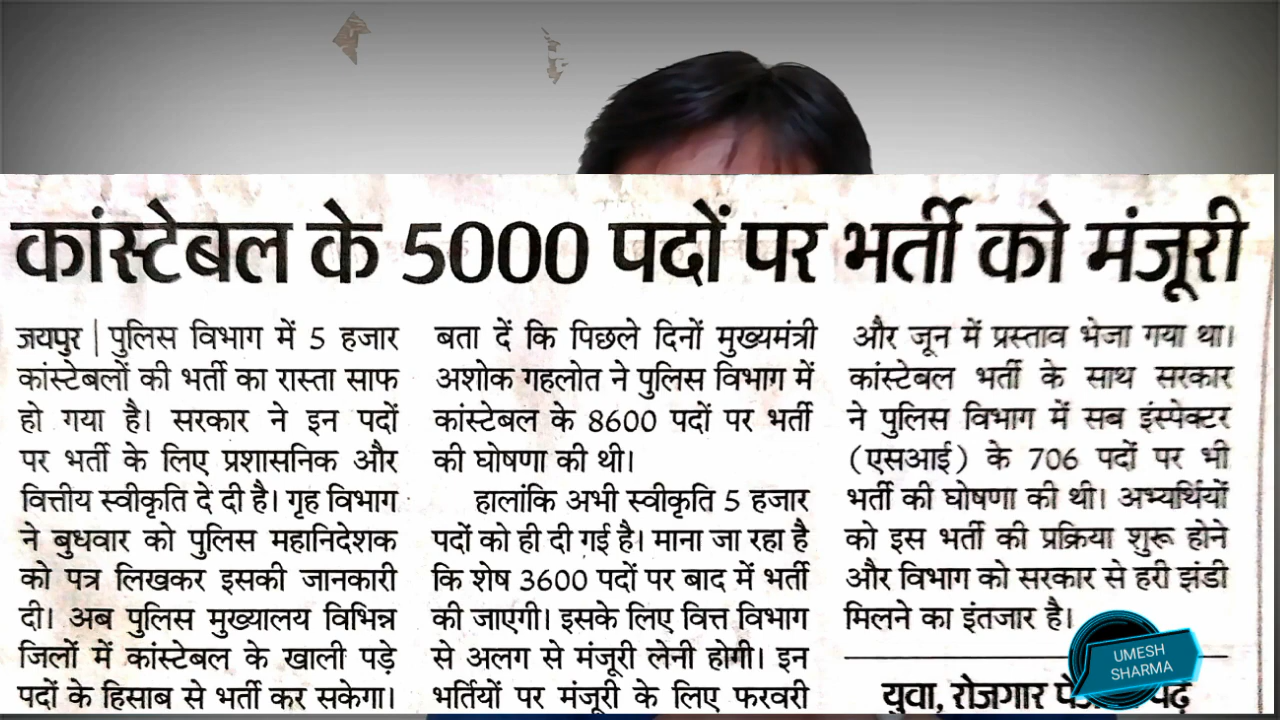 कांस्टेबल के 5000 पदों पर भर्ती को मंजूरी
जयपुर | पुलिस विभाग में 5 हजार
कांस्टेबलों की भर्ती का रास्ता साफ
हो गया है। सरकार ने इन पदों
पर भर्ती के लिए प्रशासनिक और
वित्तीय स्वीकृति दे दी है। गृह विभाग
ने बुधवार को पुलिस महानिदेशक
को पत्र लिखकर इसकी जानकारी
दी। अब पुलिस मुख्यालय विभिन्न
जिलों में कांस्टेबल के खाली पड़े
पदों के हिसाब से भर्ती कर सकेगा।
बता दें कि पिछले दिनों मुख्यमंत्री
अशोक गहलोत ने पुलिस विभाग में
कांस्टेबल के 8600 पदों पर भर्ती
की घोषणा की थी।
हालांकि अभी स्वीकृति 5 हजार
पदों को ही दी गई है। माना जा रहा है
कि शेष 3600 पदों पर बाद में भर्ती
की जाएगी। इसके लिए वित्त विभाग
से अलग से मंजूरी लेनी होगी। इन
भर्तियों पर मंजूरी के लिए फरवरी
और जून में प्रस्ताव भेजा गया था।
कांस्टेबल भर्ती के साथ सरकार
ने पुलिस विभाग में सब इंस्पेक्टर
(एसआई) के 706 पदों पर भी
भर्ती की घोषणा की थी। अभ्यर्थियों
को इस भर्ती की प्रक्रिया शुरू होने
और विभाग को सरकार से हरी झंडी
मिलने का इंतजार है।
युवा, रोजगार
UMESH
SHARMA